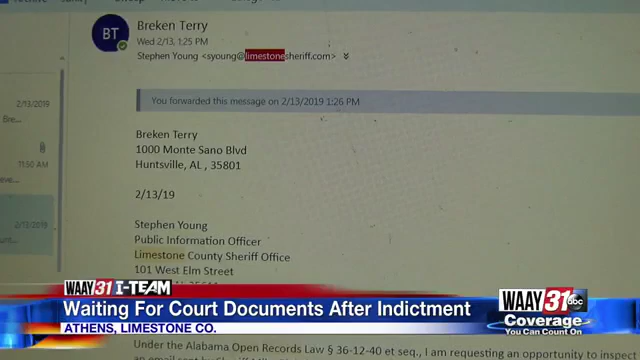 BT
Breken Terry
Wed 2/13, 1:25 PM
Stephen Young <syoung@limestonesheriff.com>
You forwarded this message on 2/13/2019 1:26 PM
2/13/2019
Bre...
11:50 AM
eve...
2/13/2019
unt...
Breken Terry
1000 Monte Sano Blvd
Huntsville, AL , 35801
2/13/19
Stephen Young
Public Information Officer
Limestone County Sheriff Office
101 West Elm Street
WAAY 31 I-TEAM
Waiting For Court Documents After Indictment
ATHENS, LIMESTONE CO.
WAAY 31 abc
Coverage
You Can Count On
Under the Alabama Open Records Law § 36-12-40 et seq., I am requesting an opportunity to inspect